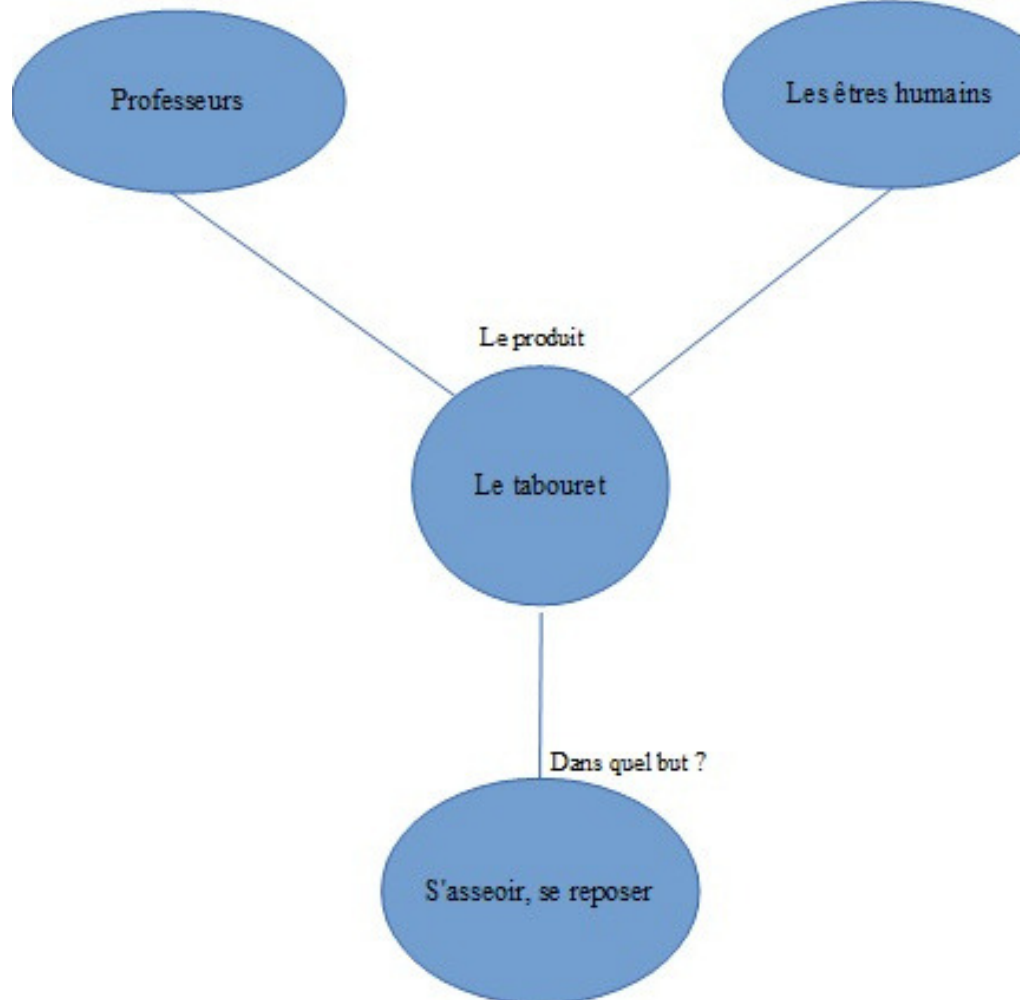 Professeurs
Les êtres humains
Le produit
Le tabouret
Dans quel but ?
S'asseoir, se reposer